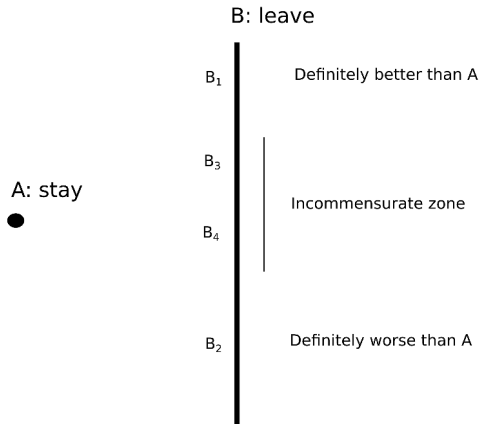 B: leave
B₁
Definitely better than A
B₃
A: stay
Incommensurate zone
B₄
B₂
Definitely worse than A